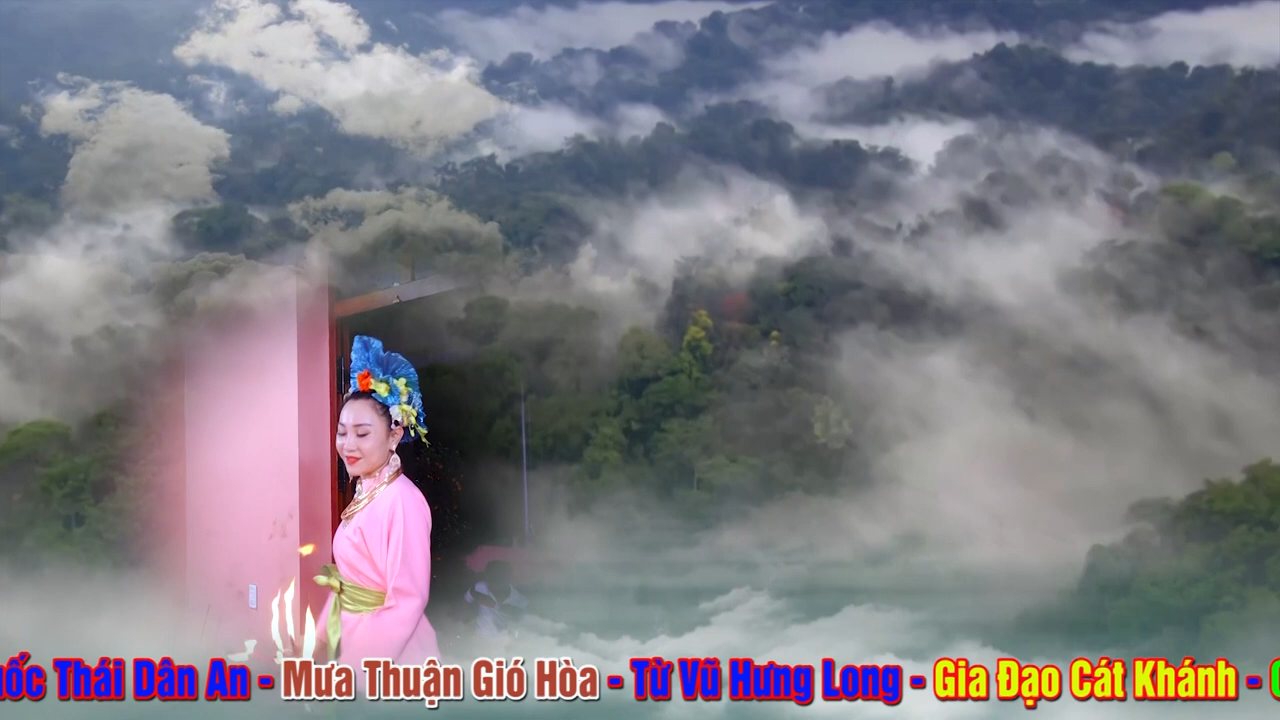 Thái Dân An - Mưa Thuận Gió Hòa - Từ Vũ Hưng Long - Gia Đạo Cát Khánh -